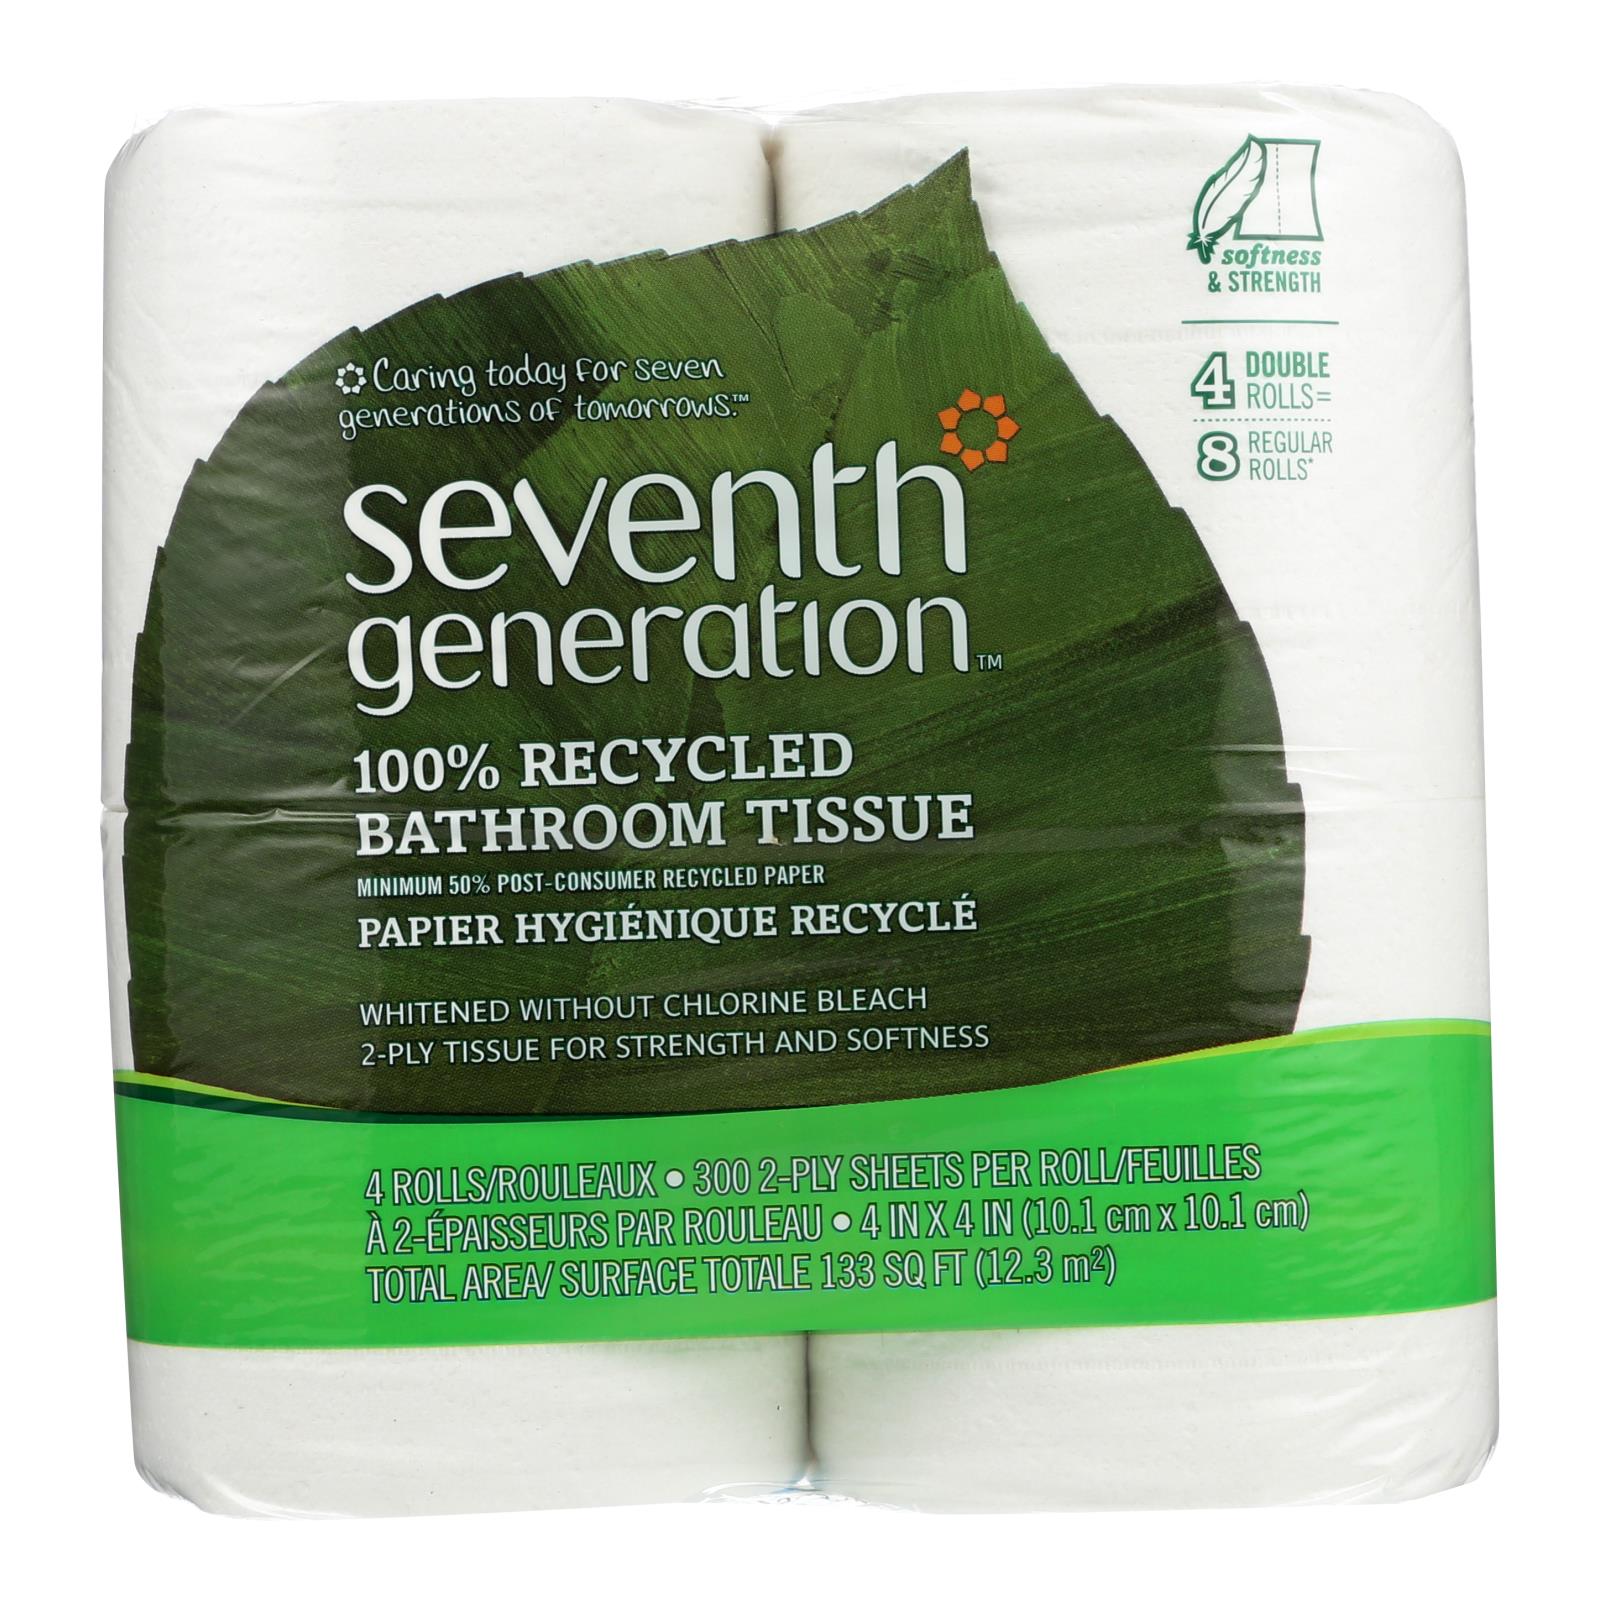 softness
& STRENGTH
4 DOUBLE
ROLLS=
8 REGULAR
ROLLS*
Caring today for seven
generations of tomorrows.™
seventh
generation™
100% RECYCLED
BATHROOM TISSUE
MINIMUM 50% POST-CONSUMER RECYCLED PAPER
PAPIER HYGIÉNIQUE RECYCLÉ
WHITENED WITHOUT CHLORINE BLEACH
2-PLY TISSUE FOR STRENGTH AND SOFTNESS
4 ROLLS/ROULEAUX • 300 2-PLY SHEETS PER ROLL/FEUILLES
À 2-ÉPAISSEURS PAR ROULEAU • 4 IN X 4 IN (10.1 cm x 10.1 cm)
TOTAL AREA/ SURFACE TOTALE 133 SQ FT (12.3 m²)